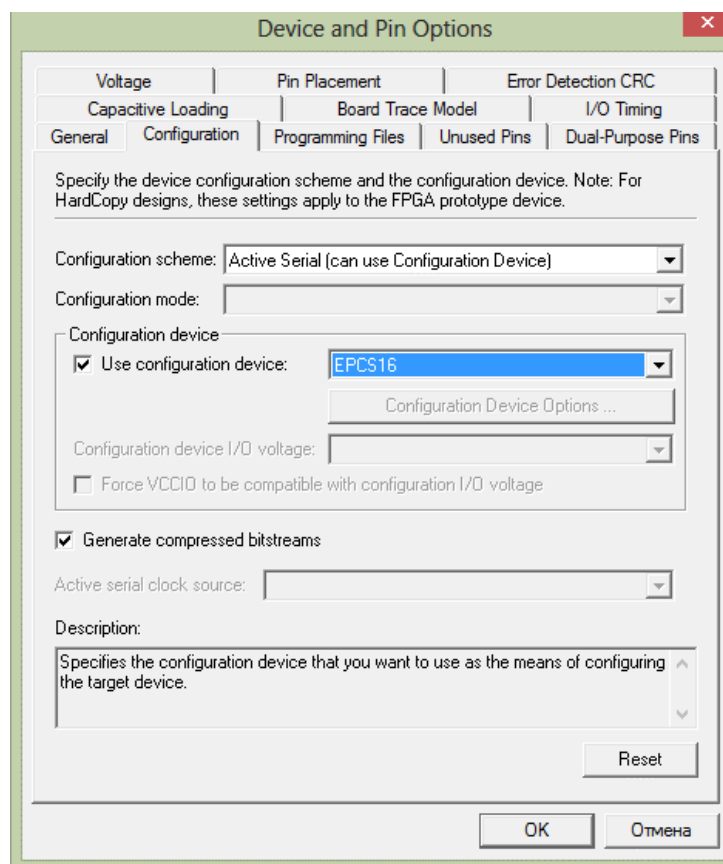 Device and Pin Options
Voltage Pin Placement Error Detection CRC
Capacitive Loading Board Trace Model I/O Timing
General Configuration Programming Files Unused Pins Dual-Purpose Pins
Specify the device configuration scheme and the configuration device. Note: For
HardCopy designs, these settings apply to the FPGA prototype device.
Configuration scheme: Active Serial (can use Configuration Device)
Configuration mode:
Configuration device
Use configuration device: EPCS16
Configuration Device Options ...
Configuration device I/O voltage:
Force VCCIO to be compatible with configuration I/O voltage
Generate compressed bitstreams
Active serial clock source:
Description:
Specifies the configuration device that you want to use as the means of configuring
the target device.
Reset
OK Отмена